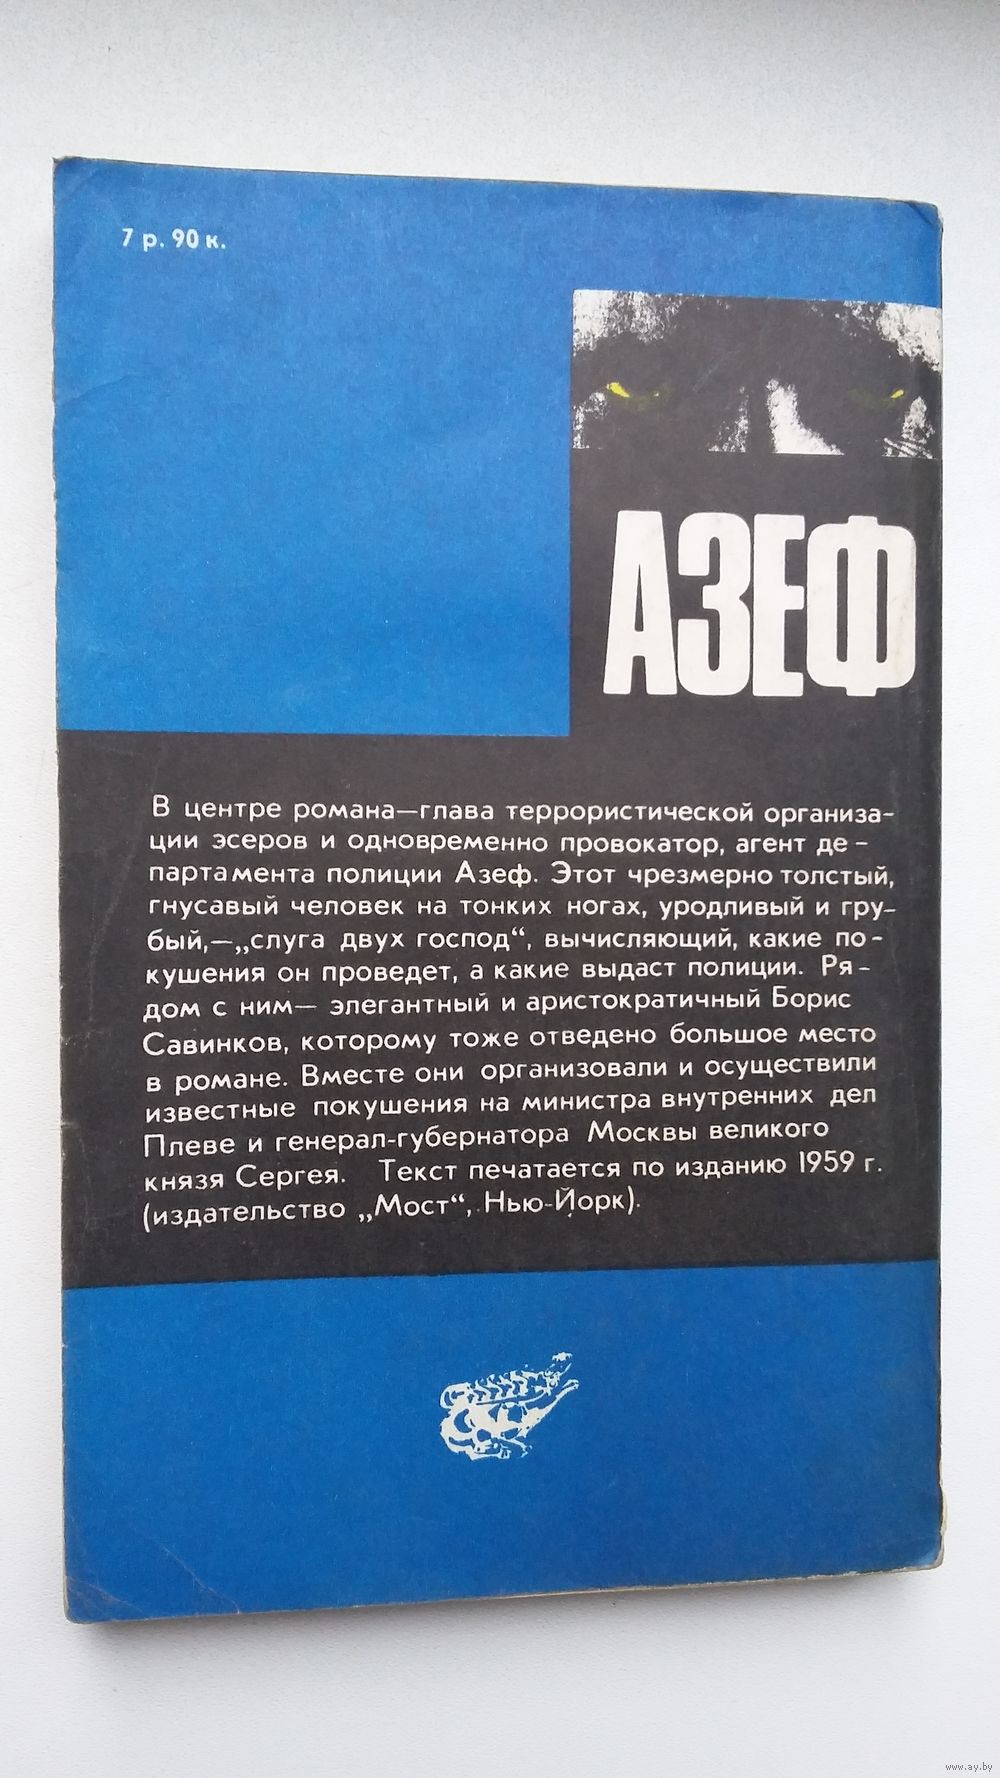 7 р. 90 к.
АЗЕФ
В центре романа—глава террористической организа-
ции эсеров и одновременно провокатор, агент де-
партамента полиции Азеф. Этот чрезмерно толстый,
гнусавый человек на тонких ногах, уродливый и гру-
бый,—„слуга двух господ“, вычисляющий, какие по-
кушения он проведет, а какие выдаст полиции. Ря-
дом с ним— элегантный и аристократичный Борис
Савинков, которому тоже отведено большое место
в романе. Вместе они организовали и осуществили
известные покушения на министра внутренних дел
Плеве и генерал-губернатора Москвы великого
князя Сергея. Текст печатается по изданию 1959 г.
(издательство „Мост“, Нью-Йорк).
www.ay.by